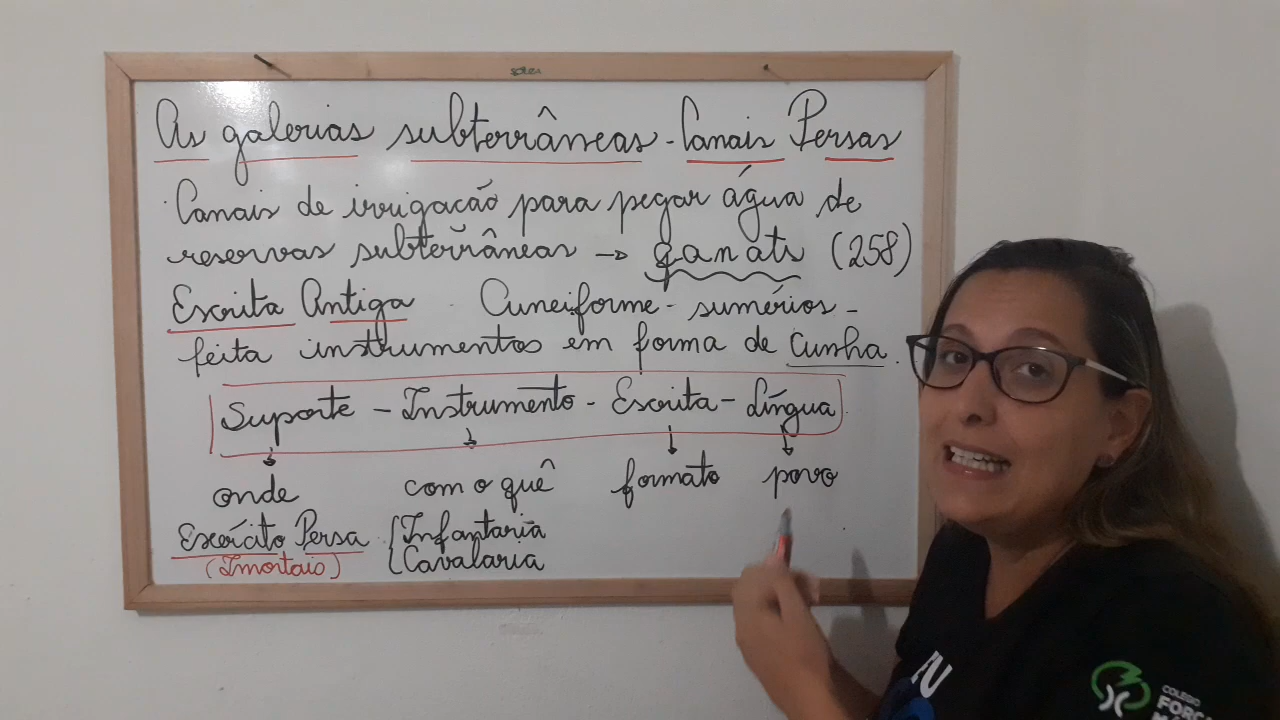 SOUZA
As galerias subterrâneas - Canais Persas
Canais de irrigação para pegar água de
reservas subterrâneas → qanats (258)
Escrita Antiga . Cuneiforme - sumérios -
feita instrumentos em forma de cunha.
Suporte - Instrumento - Escrita - Língua
onde com o quê formato povo
Exército Persa Infantaria
(Imortais) Cavalaria
COLÉGIO